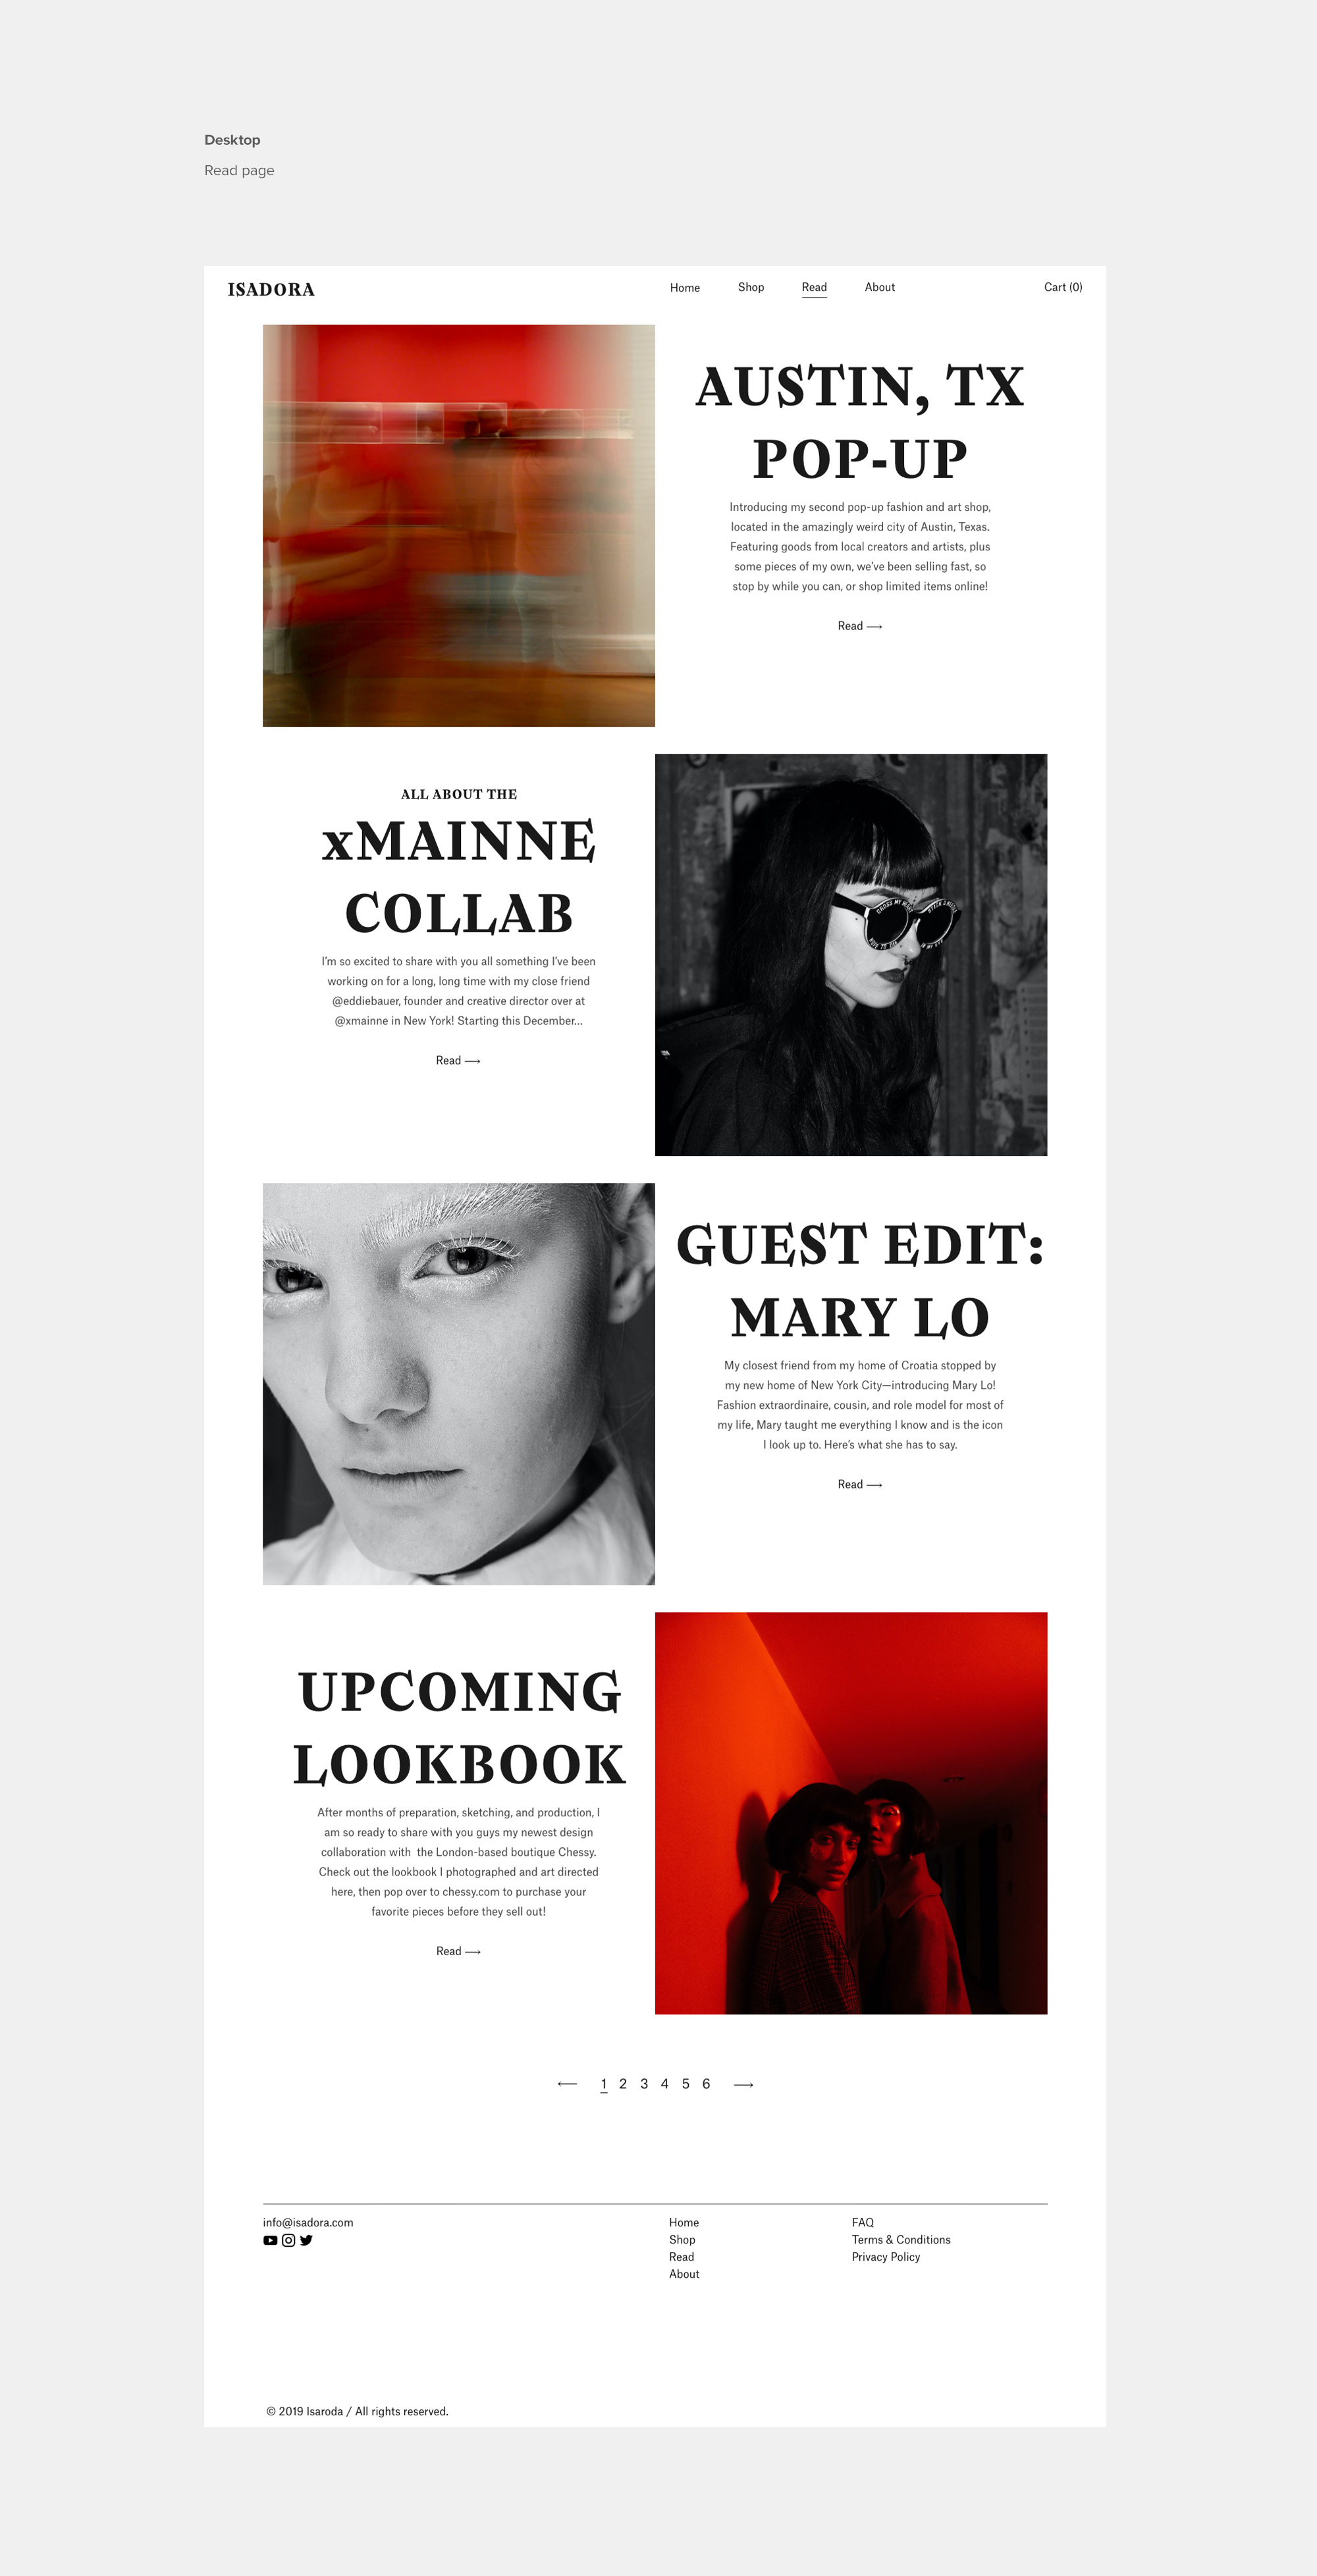 Desktop
Read page
ISADORA
Home Shop Read About Cart (0)
AUSTIN, TX
POP-UP
Introducing my second pop-up fashion and art shop,
located in the amazingly weird city of Austin, Texas.
Featuring goods from local creators and artists, plus
some pieces of my own, we’ve been selling fast, so
stop by while you can, or shop limited items online!
Read ⟶
ALL ABOUT THE
xMAINNE
COLLAB
I’m so excited to share with you all something I’ve been
working on for a long, long time with my close friend
@eddiebauer, founder and creative director over at
@xmainne in New York! Starting this December...
Read ⟶
GUEST EDIT:
MARY LO
My closest friend from my home of Croatia stopped by
my new home of New York City—introducing Mary Lo!
Fashion extraordinaire, cousin, and role model for most of
my life, Mary taught me everything I know and is the icon
I look up to. Here’s what she has to say.
Read ⟶
UPCOMING
LOOKBOOK
After months of preparation, sketching, and production, I
am so ready to share with you guys my newest design
collaboration with  the London-based boutique Chessy.
Check out the lookbook I photographed and art directed
here, then pop over to chessy.com to purchase your
favorite pieces before they sell out!
Read ⟶
⟵ 1 2 3 4 5 6 ⟶
info@isadora.com
Home
Shop
Read
About
FAQ
Terms & Conditions
Privacy Policy
© 2019 Isaroda / All rights reserved.